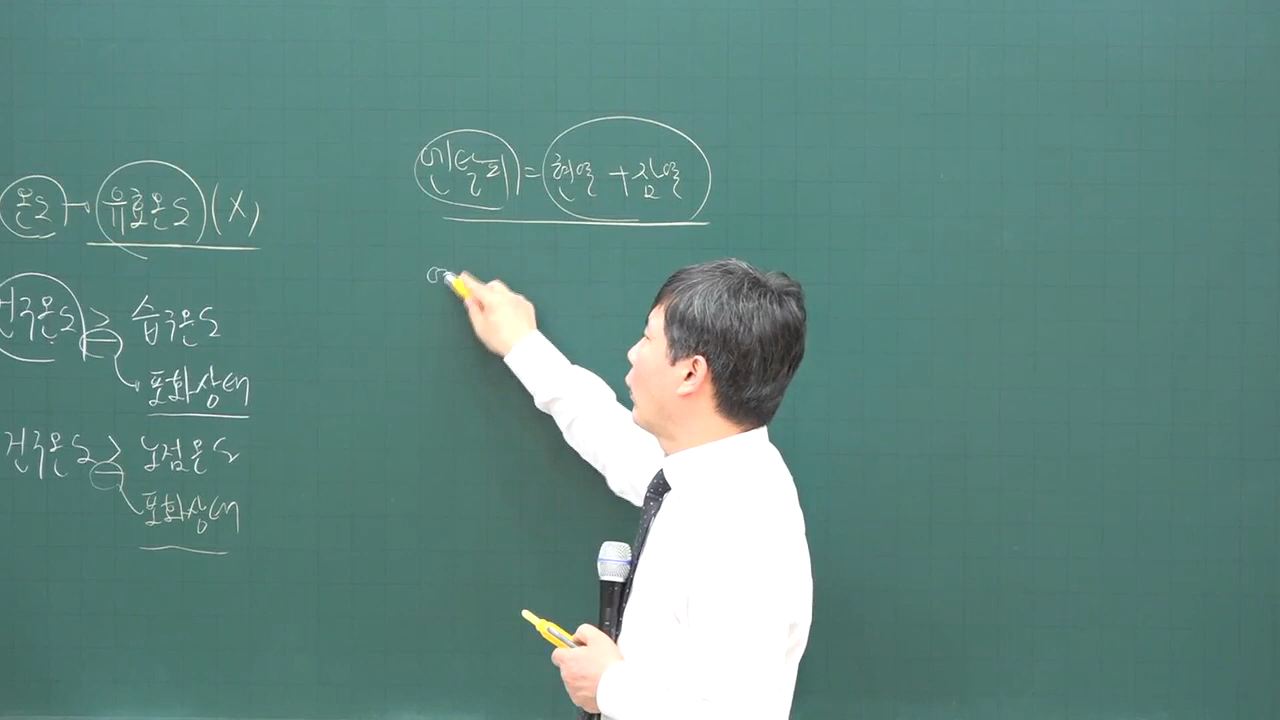 온도 → 유효온도 (X)
건구온도 ≥ 습구온도
포화상태
건구온도 ≥ 노점온도
포화상태
엔탈피 = 현열 + 잠열